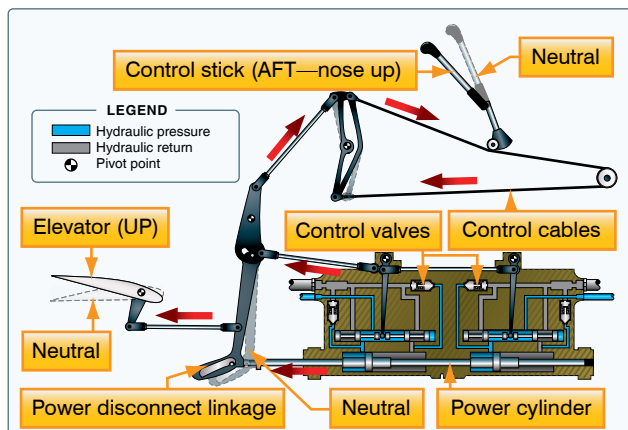 Control stick (AFT—nose up)
Neutral
LEGEND
Hydraulic pressure
Hydraulic return
Pivot point
Elevator (UP)
Control valves
Control cables
Neutral
Power disconnect linkage
Neutral
Power cylinder